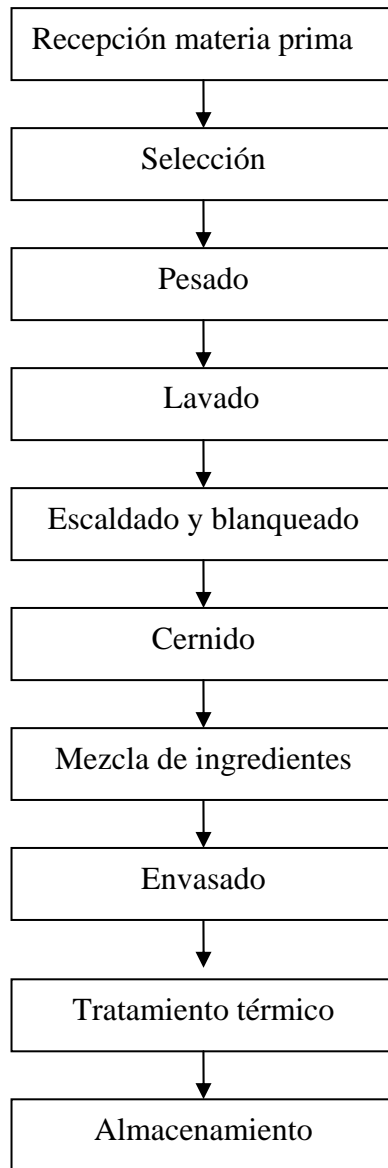 Recepción materia prima
Selección
Pesado
Lavado
Escaldado y blanqueado
Cernido
Mezcla de ingredientes
Envasado
Tratamiento térmico
Almacenamiento